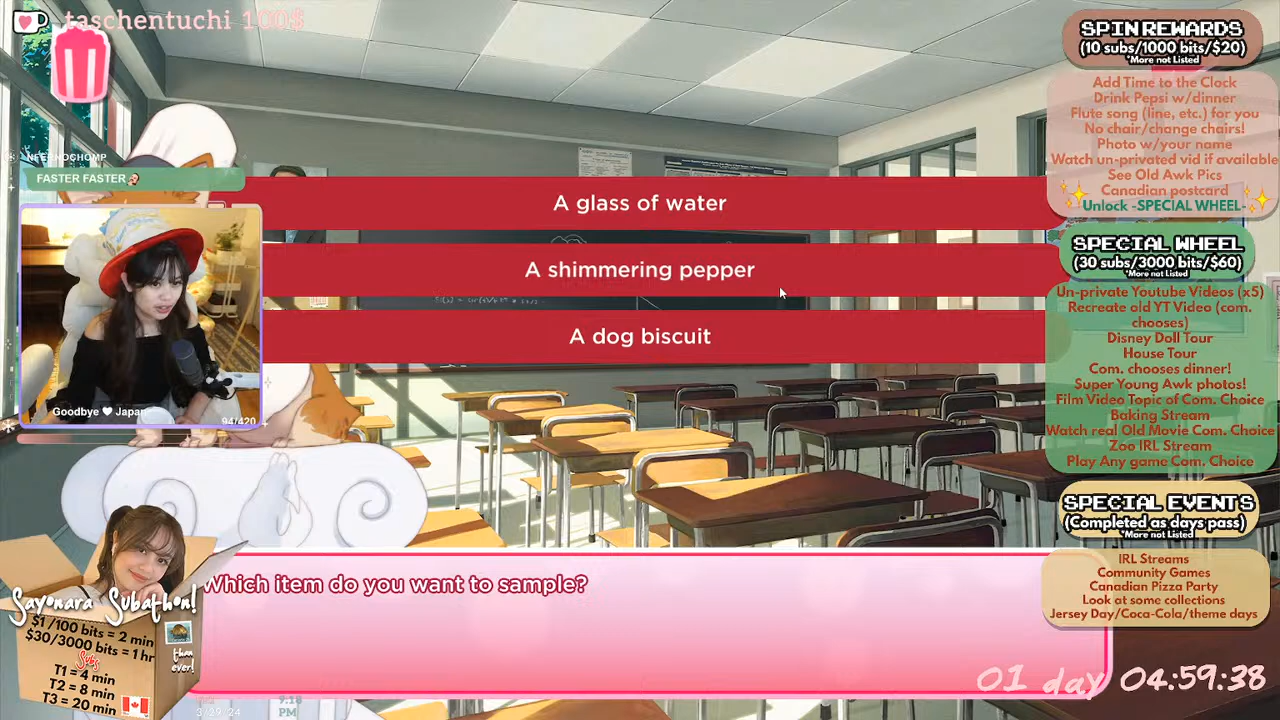 taschentuchi 100$
NEERNOCHOMP
FASTER FASTER
Goodbye ♥ Japan
94/420
A glass of water
A shimmering pepper
A dog biscuit
Which item do you want to sample?
Sayonara Subathon!
$1/100 bits = 2 min
$30/3000 bits = 1 hr
Subs
T1 = 4 min
T2 = 8 min
T3 = 20 min
than
ever!
9:18
PM
SPIN REWARDS
(10 subs/1000 bits/$20)
*More not Listed
Add Time to the Clock
Drink Pepsi w/dinner
Flute song (line, etc.) for you
No chair/change chairs!
Photo w/your name
Watch un-privated vid if available
See Old Awk Pics
Canadian postcard
Unlock -SPECIAL WHEEL-
SPECIAL WHEEL
(30 subs/3000 bits/$60)
*More not Listed
Un-private Youtube Videos (x5)
Recreate old YT Video (com.
chooses)
Disney Doll Tour
House Tour
Com. chooses dinner!
Super Young Awk photos!
Film Video Topic of Com. Choice
Baking Stream
Watch real Old Movie Com. Choice
Zoo IRL Stream
Play Any game Com. Choice
SPECIAL EVENTS
(Completed as days pass)
*More not Listed
IRL Streams
Community Games
Canadian Pizza Party
Look at some collections
Jersey Day/Coca-Cola/theme days
01 day 04:59:38